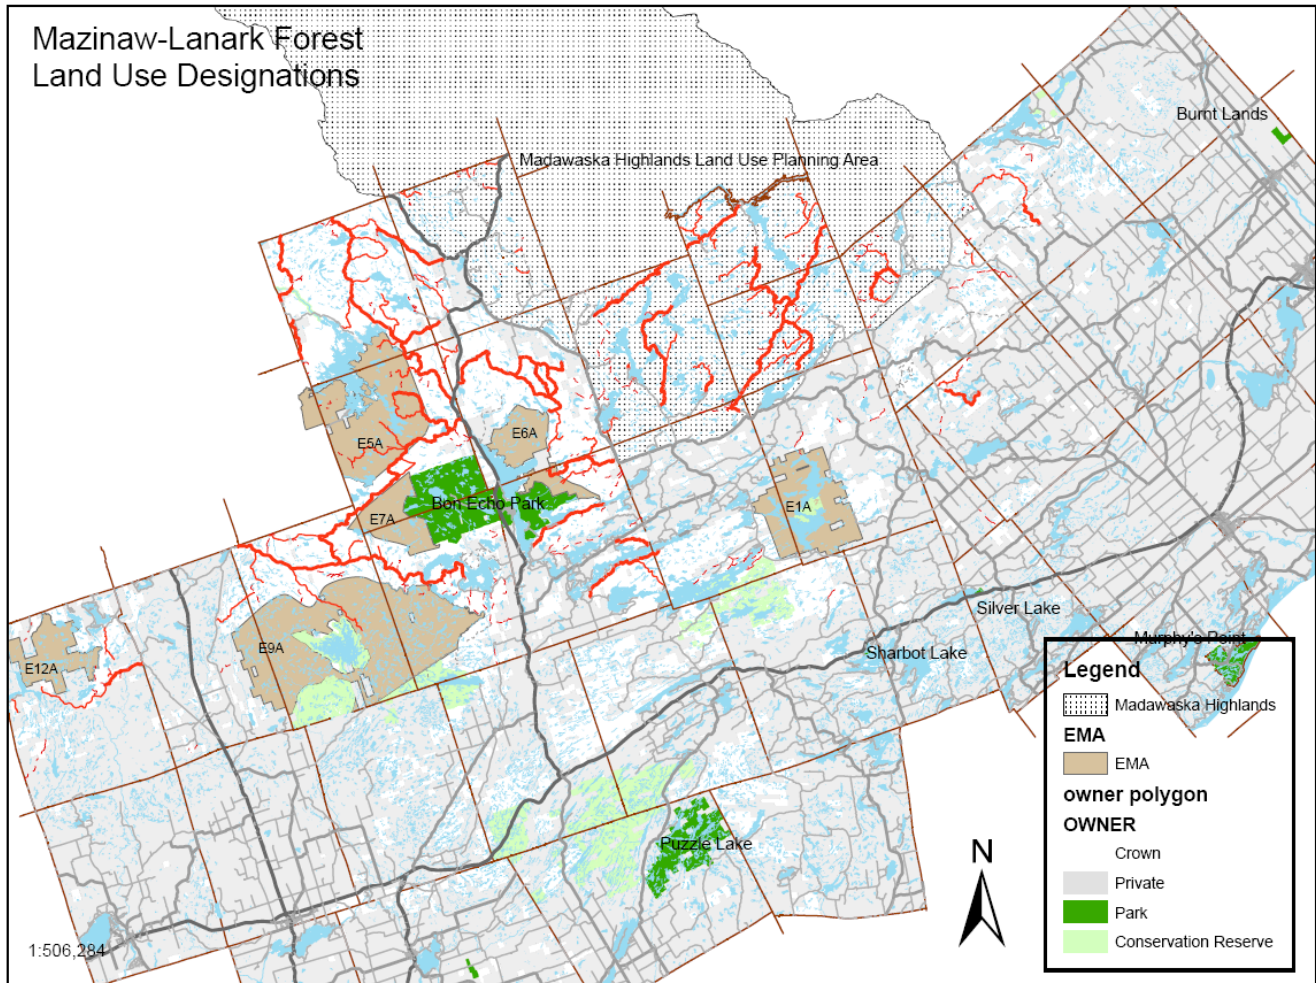 Mazinaw-Lanark Forest
Land Use Designations
Burnt Lands
Madawaska Highlands Land Use Planning Area
E5A
E6A
Bon Echo Park
E7A
E1A
Silver Lake
Murphy's Point
Sharbot Lake
E9A
E12A
Puzzle Lake
N
1:506,284
Legend
Madawaska Highlands
EMA
EMA
owner polygon
OWNER
Crown
Private
Park
Conservation Reserve